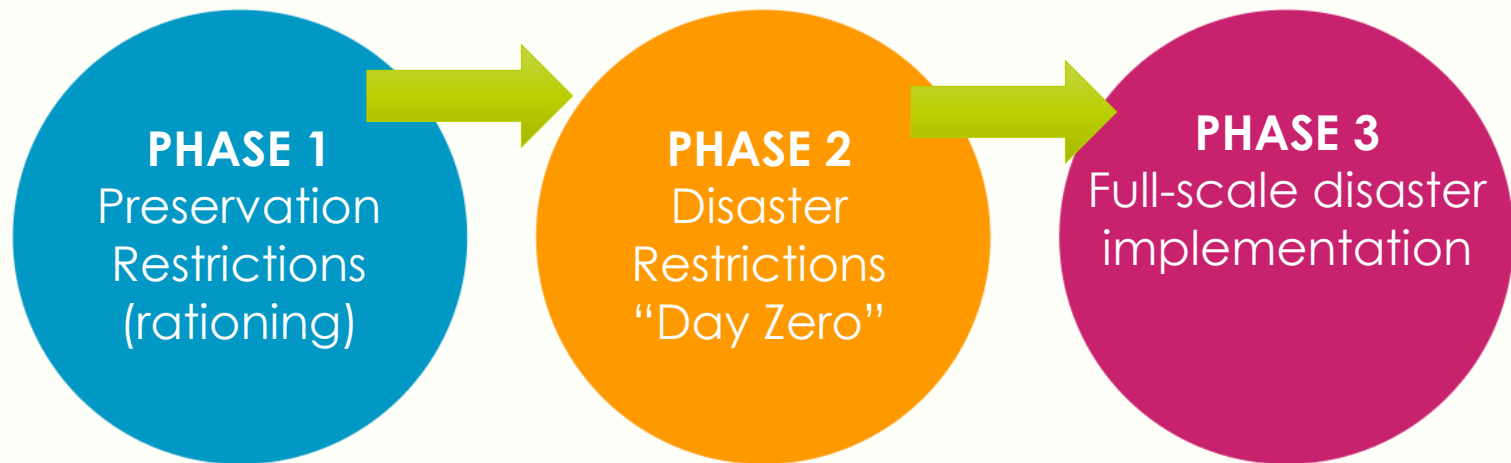 PHASE 1
Preservation
Restrictions
(rationing)
PHASE 2
Disaster
Restrictions
“Day Zero”
PHASE 3
Full-scale disaster
implementation